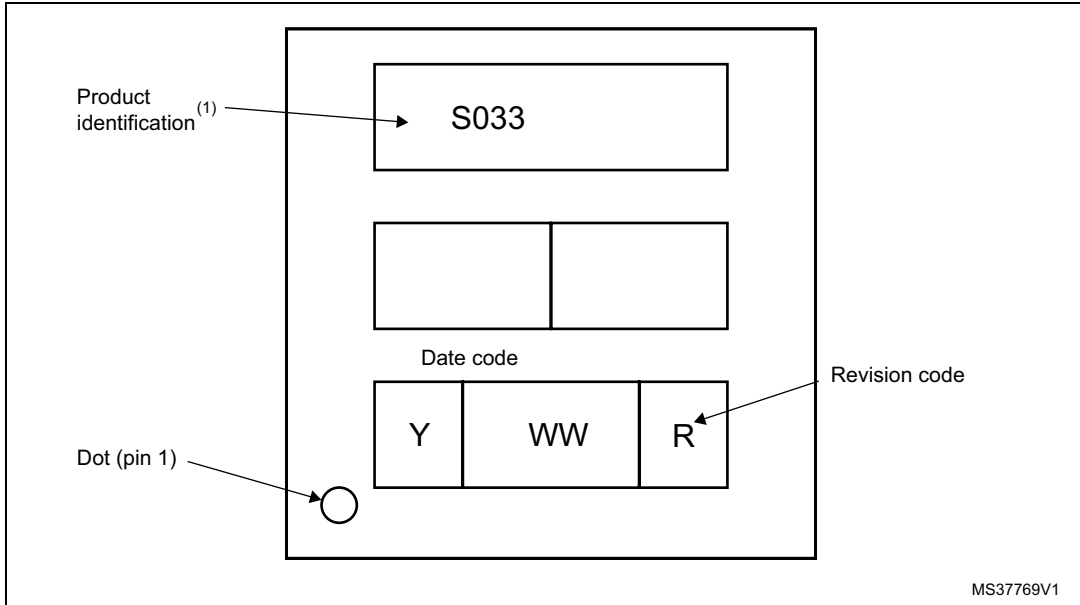 Product
identification(1)
S033
Date code
Revision code
Y WW R
Dot (pin 1)
MS37769V1